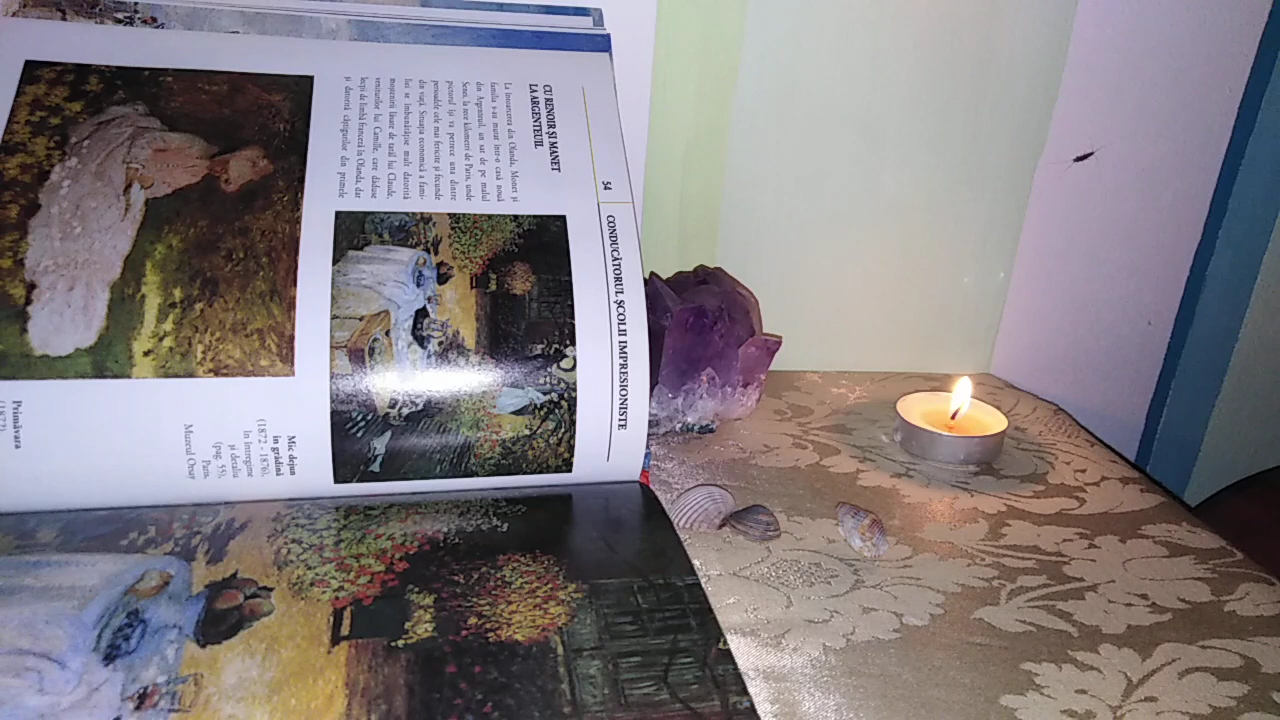 54
CONDUCĂTORUL ȘCOLII IMPRESIONISTE
CU RENOIR ȘI MANET
LA ARGENTEUIL
La întoarcerea din Olanda, Monet și
familia s-au mutat într-o casă nouă
din Argenteuil, un sat de pe malul
Senei, la zece kilometri de Paris, unde
pictorul își va petrece una dintre
perioadele cele mai fericite și fecunde
din viață. Situația economică a fami-
liei se îmbunătățise mult datorită
moștenirii lăsate de tatăl lui Claude,
veniturilor lui Camille, care dăduse
lecții de limbă franceză în Olanda, dar
și datorită câștigurilor din primele
Mic dejun
în grădină
(1872 - 1876),
în întregime
și detaliu
(pag. 55),
Paris,
Muzeul Orsay
Primăvara
(1872)